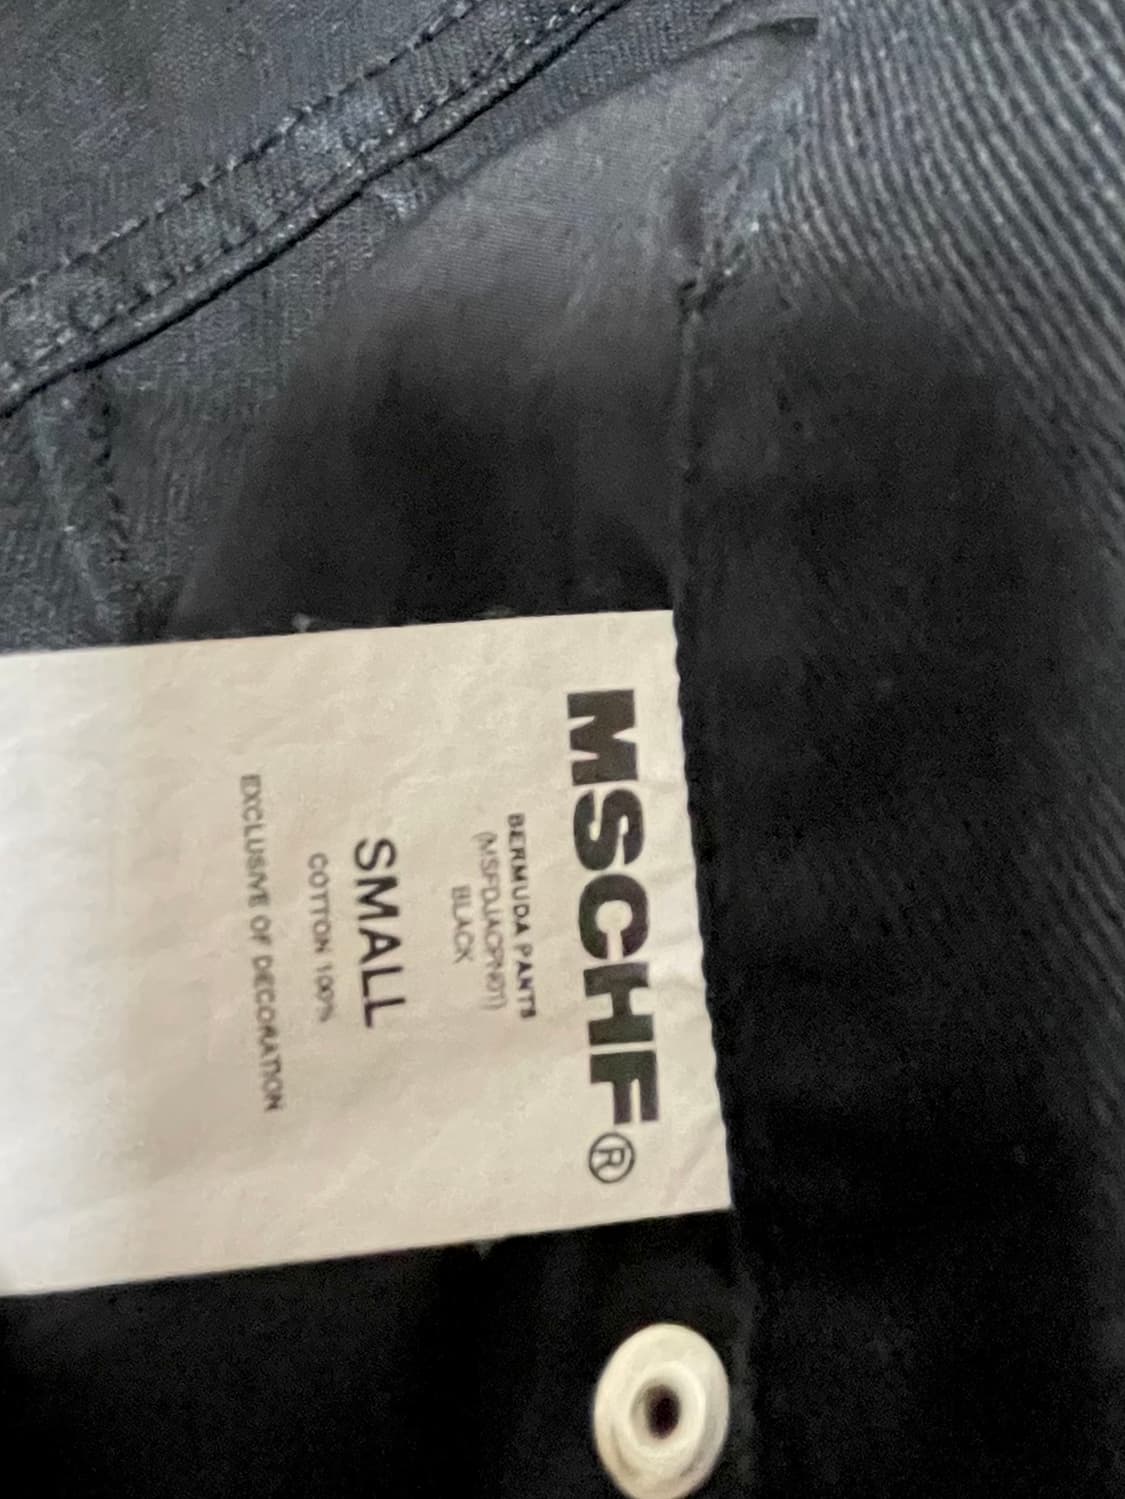 MSCHF®
BERMUDA PANTS
BLACK
SMALL
COTTON 100%
EXCLUSIVE OF DECORATION